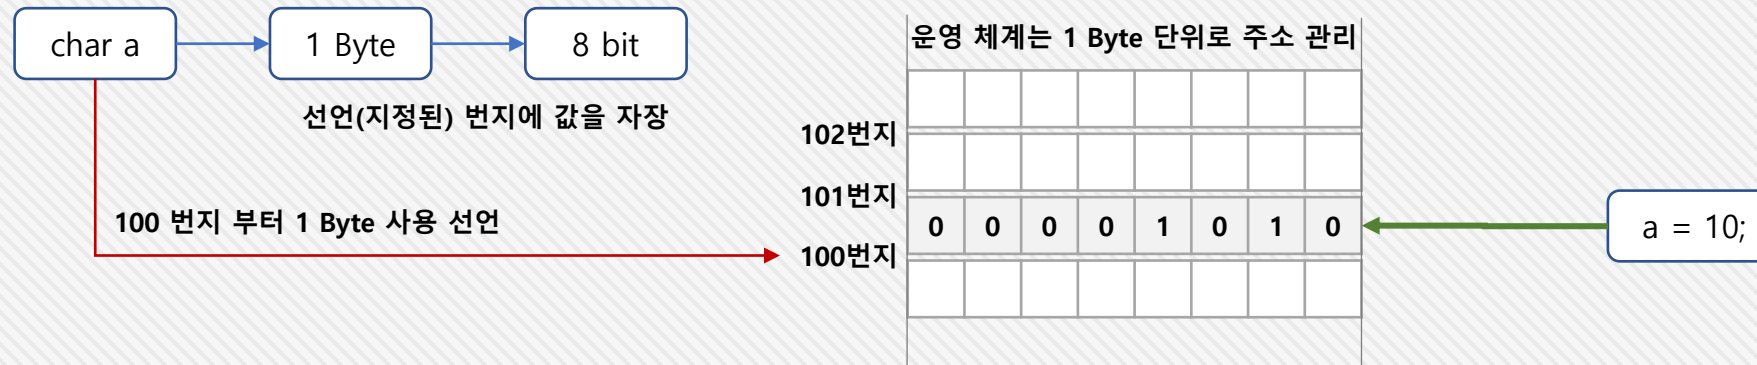 char a
1 Byte
8 bit
선언(지정된) 번지에 값을 자장
100 번지 부터 1 Byte 사용 선언
운영 체계는 1 Byte 단위로 주소 관리
102번지
101번지
0 0 0 0 1 0 1 0
100번지
a = 10;